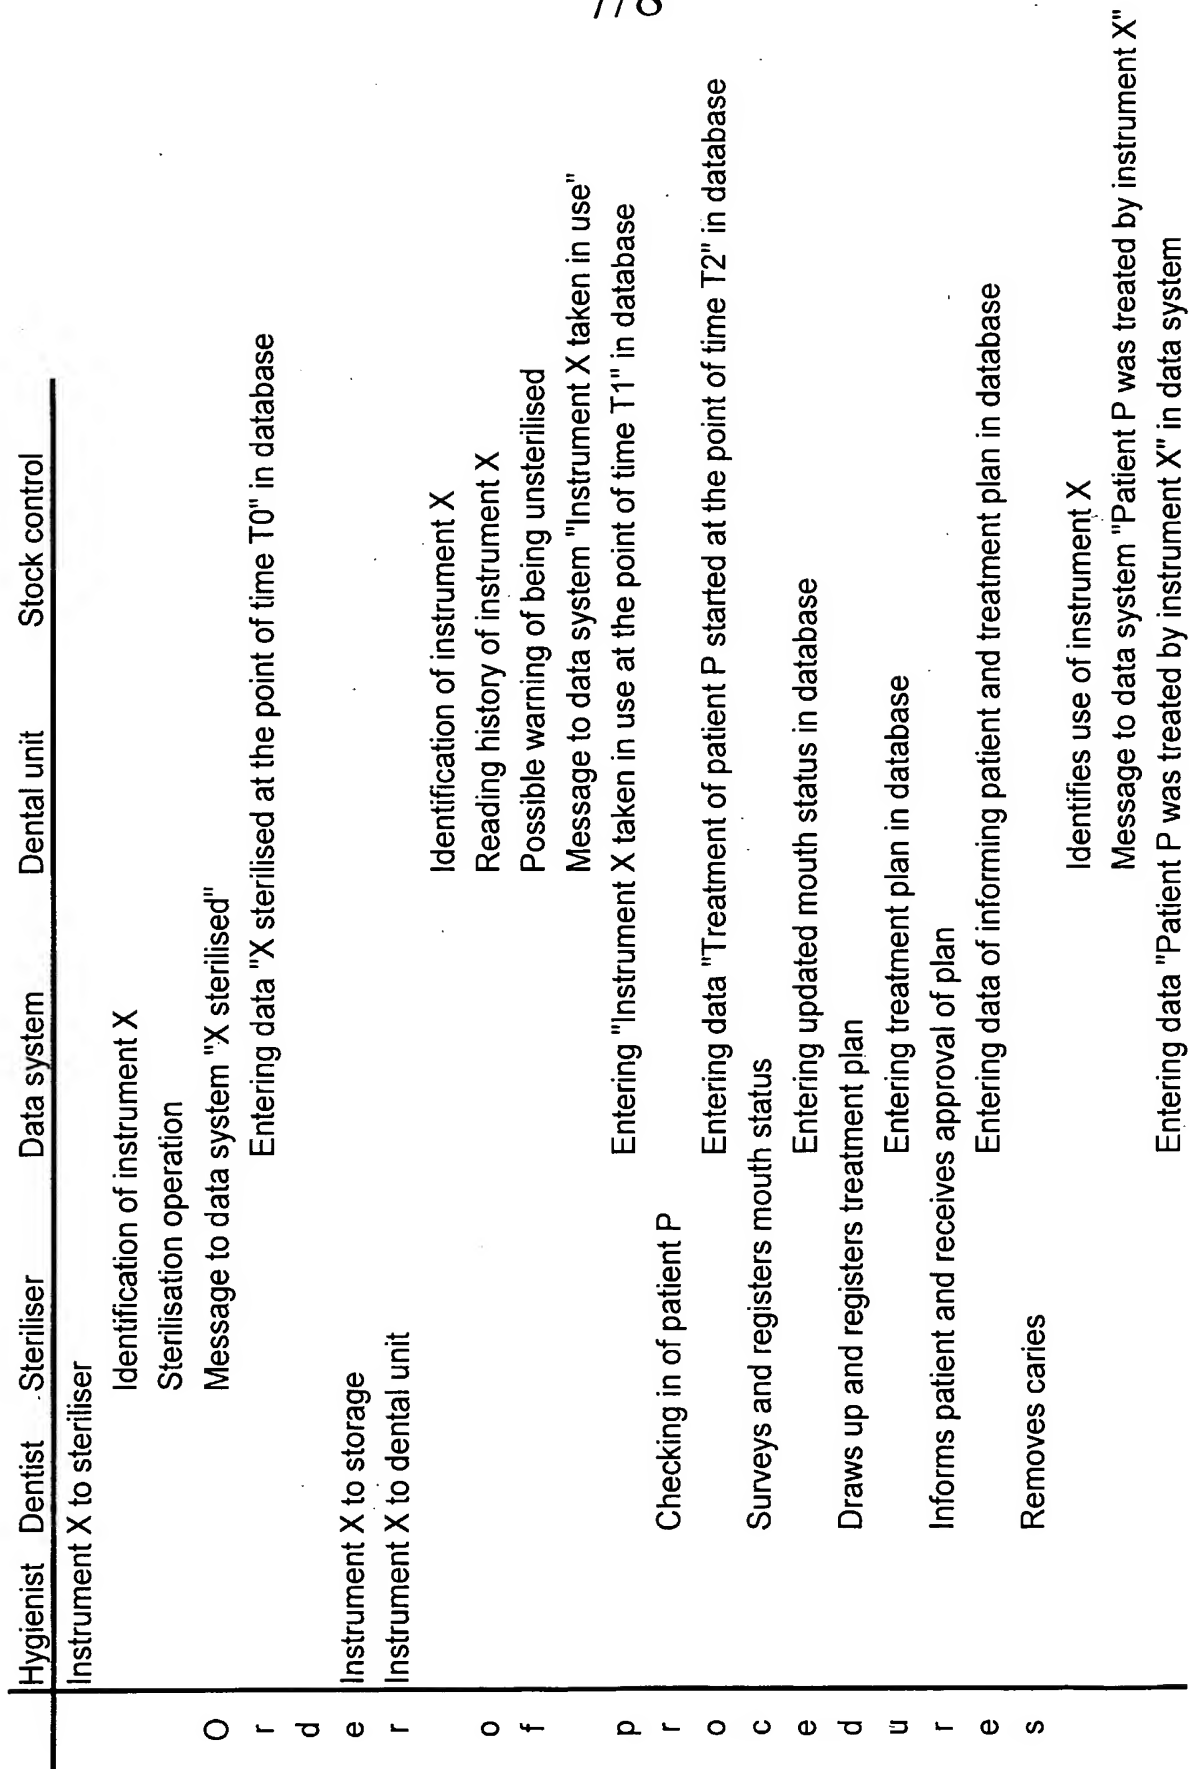 7/8
Hygienist Dentist Steriliser Data system Dental unit Stock control
Instrument X to steriliser
Identification of instrument X
Sterilisation operation
Message to data system "X sterilised"
Entering data "X sterilised at the point of time T0" in database
Instrument X to storage
Instrument X to dental unit
Identification of instrument X
Reading history of instrument X
Possible warning of being unsterilised
Message to data system "Instrument X taken in use"
Entering "Instrument X taken in use at the point of time T1" in database
Checking in of patient P
Entering data "Treatment of patient P started at the point of time T2" in database
Surveys and registers mouth status
Entering updated mouth status in database
Draws up and registers treatment plan
Entering treatment plan in database
Informs patient and receives approval of plan
Entering data of informing patient and treatment plan in database
Removes caries
Identifies use of instrument X
Message to data system "Patient P was treated by instrument X"
Entering data "Patient P was treated by instrument X" in data system
Order of procedures